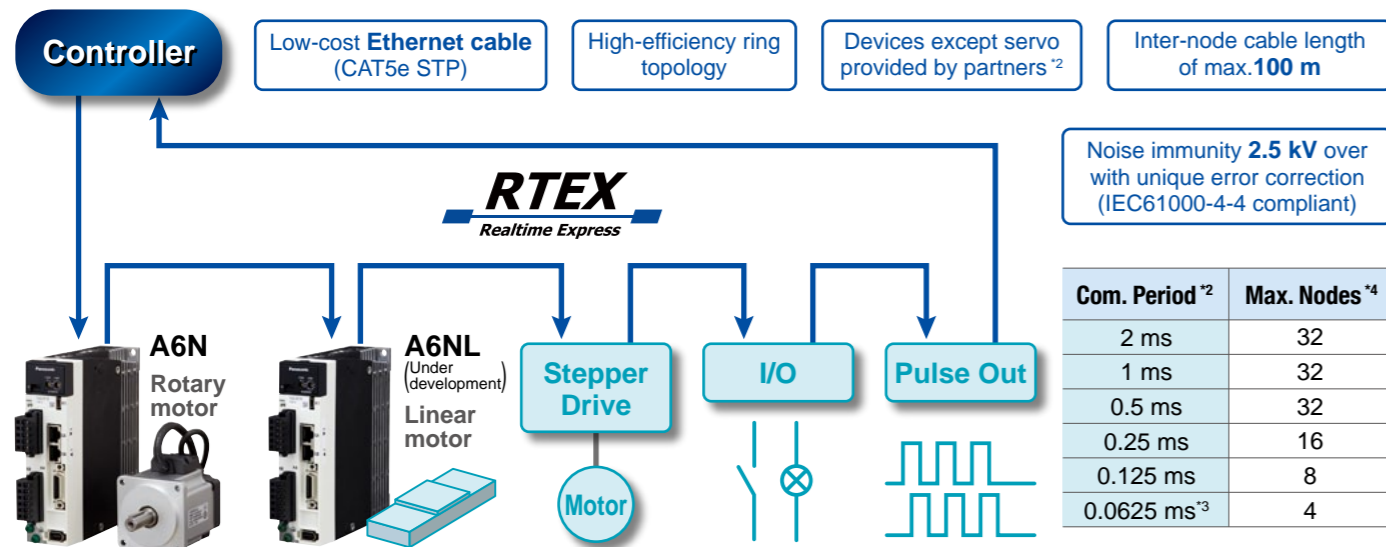 Controller
Low-cost Ethernet cable
(CAT5e STP)
High-efficiency ring
topology
Devices except servo
provided by partners *2
Inter-node cable length
of max.100 m
Noise immunity 2.5 kV over
with unique error correction
(IEC61000-4-4 compliant)
RTEX
Realtime Express
A6N
Rotary
motor
A6NL
(Under
development)
Linear
motor
Stepper
Drive
Motor
I/O
Pulse Out
Com. Period *2 Max. Nodes *4
2 ms 32
1 ms 32
0.5 ms 32
0.25 ms 16
0.125 ms 8
0.0625 ms*3 4
Panasonic
Panasonic